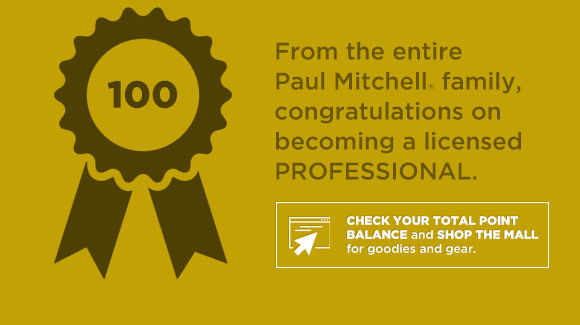 100
From the entire
Paul Mitchell® family,
congratulations on
becoming a licensed
PROFESSIONAL.
CHECK YOUR TOTAL POINT
BALANCE and SHOP THE MALL
for goodies and gear.